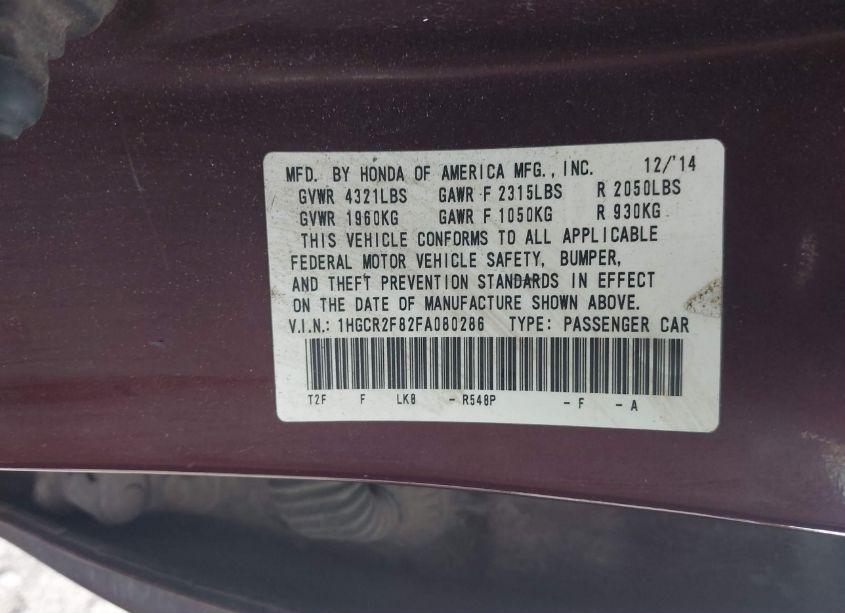 MFD. BY HONDA OF AMERICA MFG., INC. 12/'14
GVWR 4321LBS GAWR F 2315LBS R 2050LBS
GVWR 1960KG GAWR F 1050KG R 930KG
THIS VEHICLE CONFORMS TO ALL APPLICABLE
FEDERAL MOTOR VEHICLE SAFETY, BUMPER,
AND THEFT PREVENTION STANDARDS IN EFFECT
ON THE DATE OF MANUFACTURE SHOWN ABOVE.
V.I.N.: 1HGCR2F82FA080286 TYPE: PASSENGER CAR
T2F F LK8 - R548P - F - A